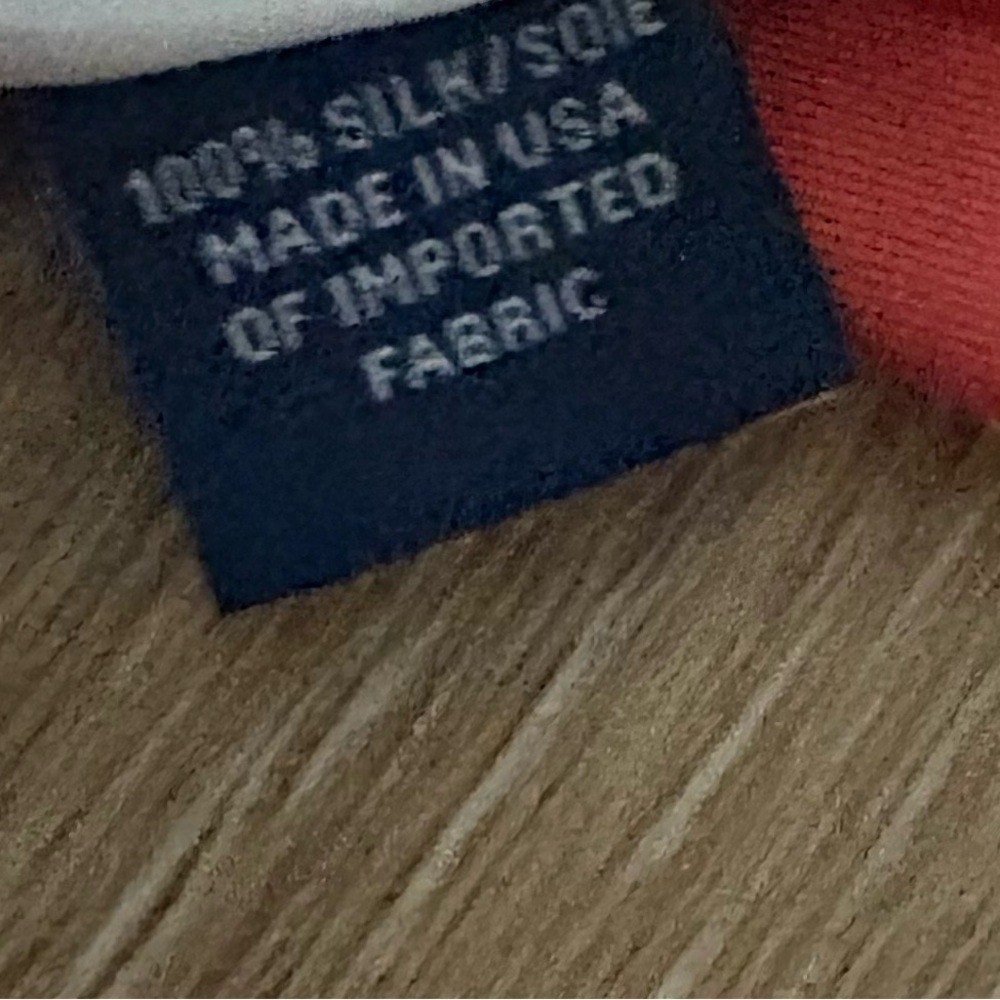 100% SILK/SOIE
MADE IN USA
OF IMPORTED
FABRIC